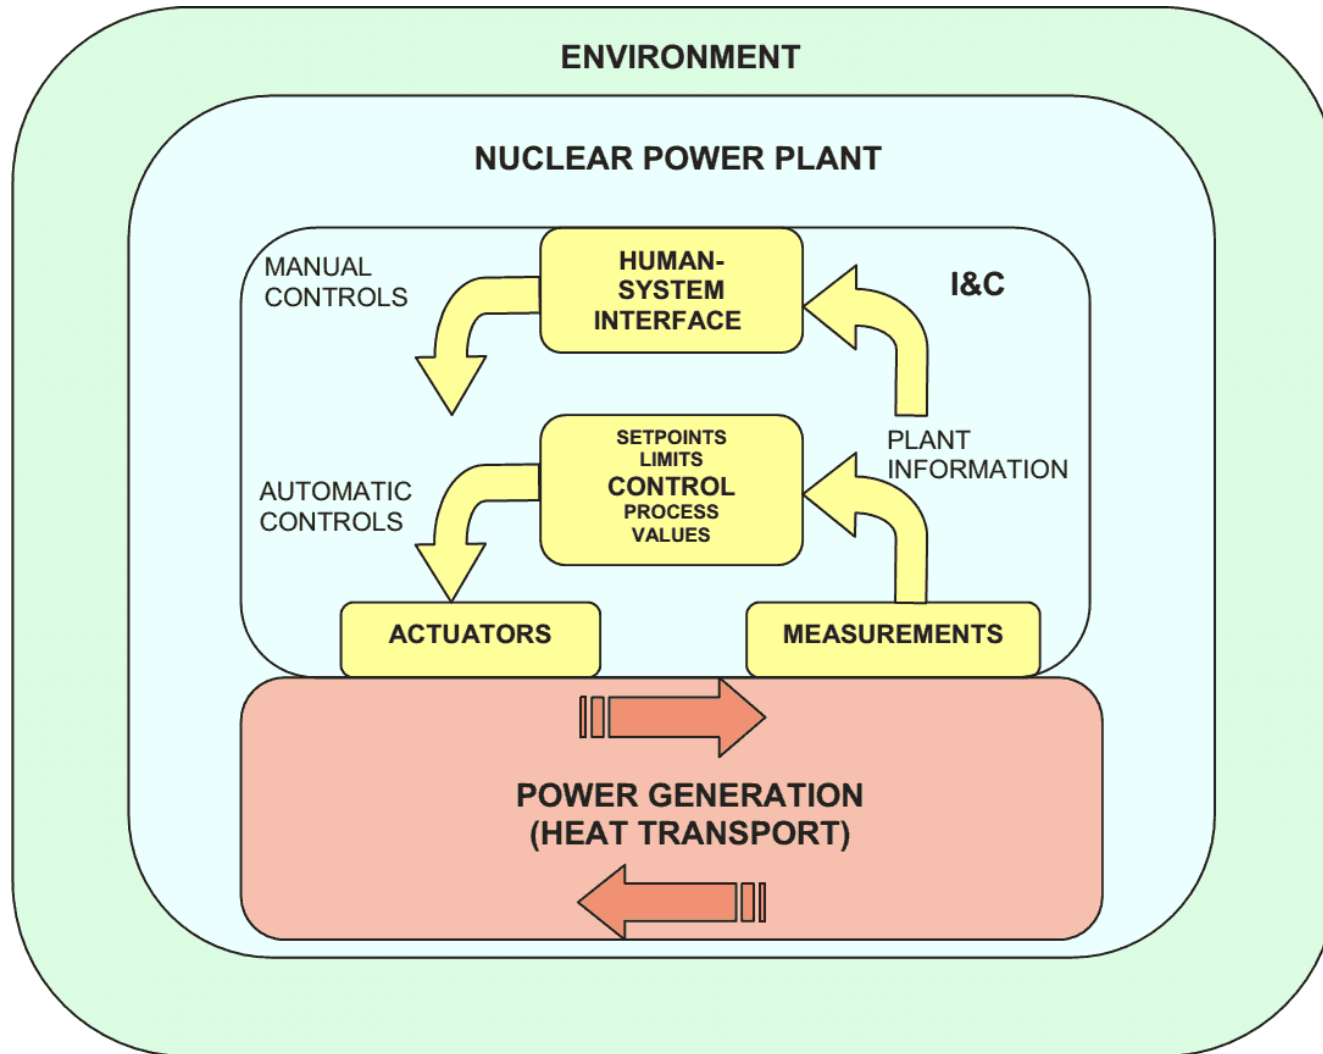 ENVIRONMENT
NUCLEAR POWER PLANT
MANUAL
CONTROLS
HUMAN-
SYSTEM
INTERFACE
I&C
SETPOINTS
LIMITS
CONTROL
PROCESS
VALUES
PLANT
INFORMATION
AUTOMATIC
CONTROLS
ACTUATORS
MEASUREMENTS
POWER GENERATION
(HEAT TRANSPORT)